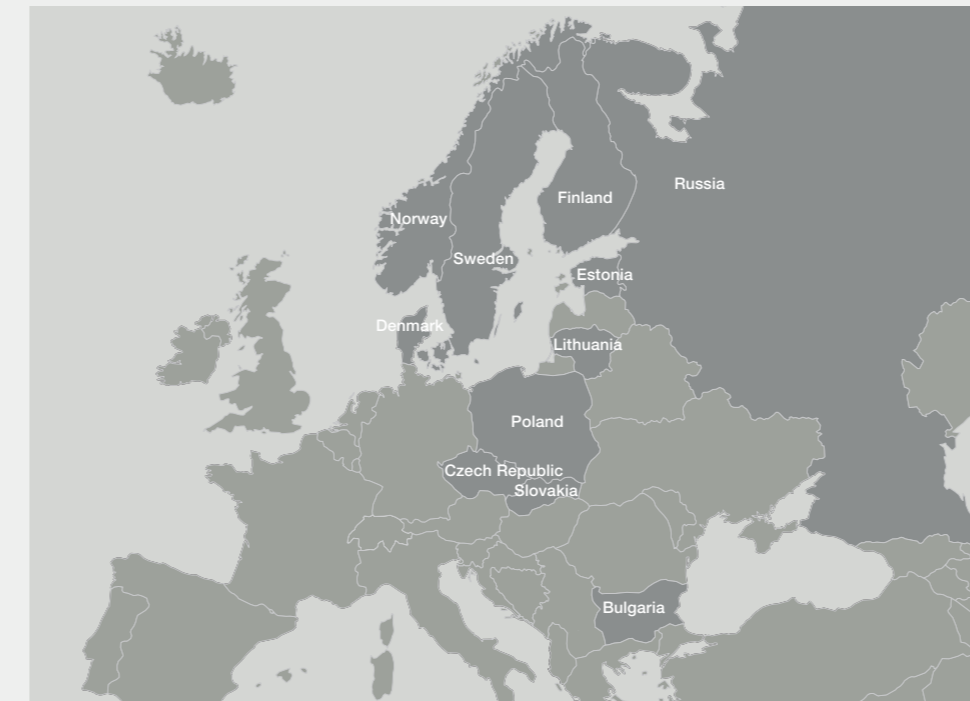 Russia
Finland
Norway
Sweden
Estonia
Denmark
Lithuania
Poland
Czech Republic
Slovakia
Bulgaria